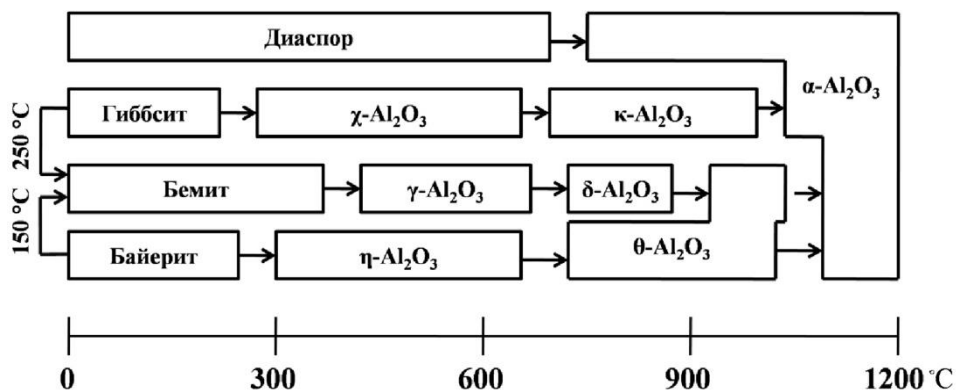 Диаспор
α-Al₂O₃
250 °C
Гиббсит
χ-Al₂O₃
κ-Al₂O₃
150 °C
Бемит
γ-Al₂O₃
δ-Al₂O₃
Байерит
η-Al₂O₃
θ-Al₂O₃
0 300 600 900 1200 °C